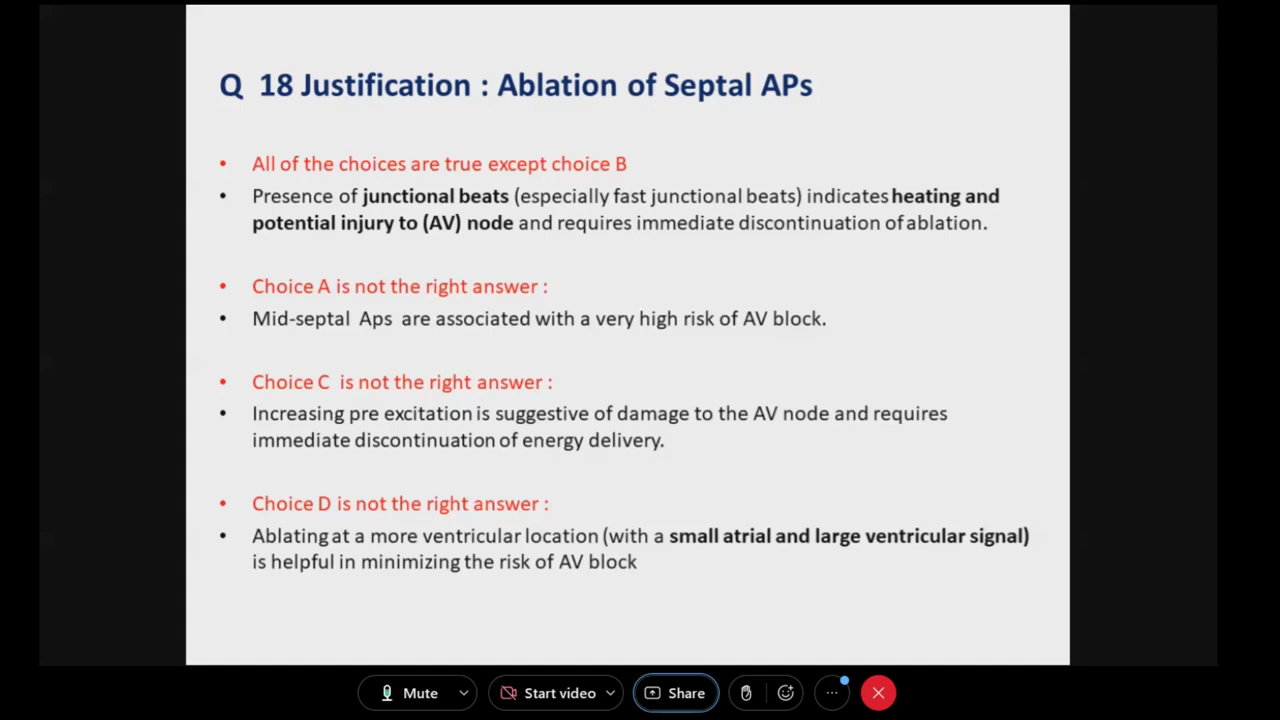 Q 18 Justification : Ablation of Septal APs
• All of the choices are true except choice B
• Presence of junctional beats (especially fast junctional beats) indicates heating and
potential injury to (AV) node and requires immediate discontinuation of ablation.
• Choice A is not the right answer :
• Mid-septal Aps are associated with a very high risk of AV block.
• Choice C is not the right answer :
• Increasing pre excitation is suggestive of damage to the AV node and requires
immediate discontinuation of energy delivery.
• Choice D is not the right answer :
• Ablating at a more ventricular location (with a small atrial and large ventricular signal)
is helpful in minimizing the risk of AV block
Mute Start video Share